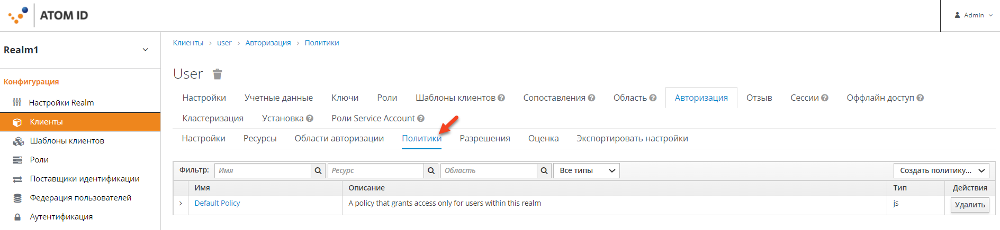 ATOM ID
Admin
Realm1
Конфигурация
Настройки Realm
Клиенты
Шаблоны клиентов
Роли
Поставщики идентификации
Федерация пользователей
Аутентификация
Клиенты > user > Авторизация > Политики
User
Настройки Учетные данные Ключи Роли Шаблоны клиентов ? Сопоставления ? Область ? Авторизация Отзыв Сессии ? Оффлайн доступ ?
Кластеризация Установка ? Роли Service Account ?
Настройки Ресурсы Области авторизации Политики Разрешения Оценка Экспортировать настройки
Фильтр: Имя Ресурс Область Все типы Создать политику...
Имя Описание Тип Действия
Default Policy A policy that grants access only for users within this realm js Удалить